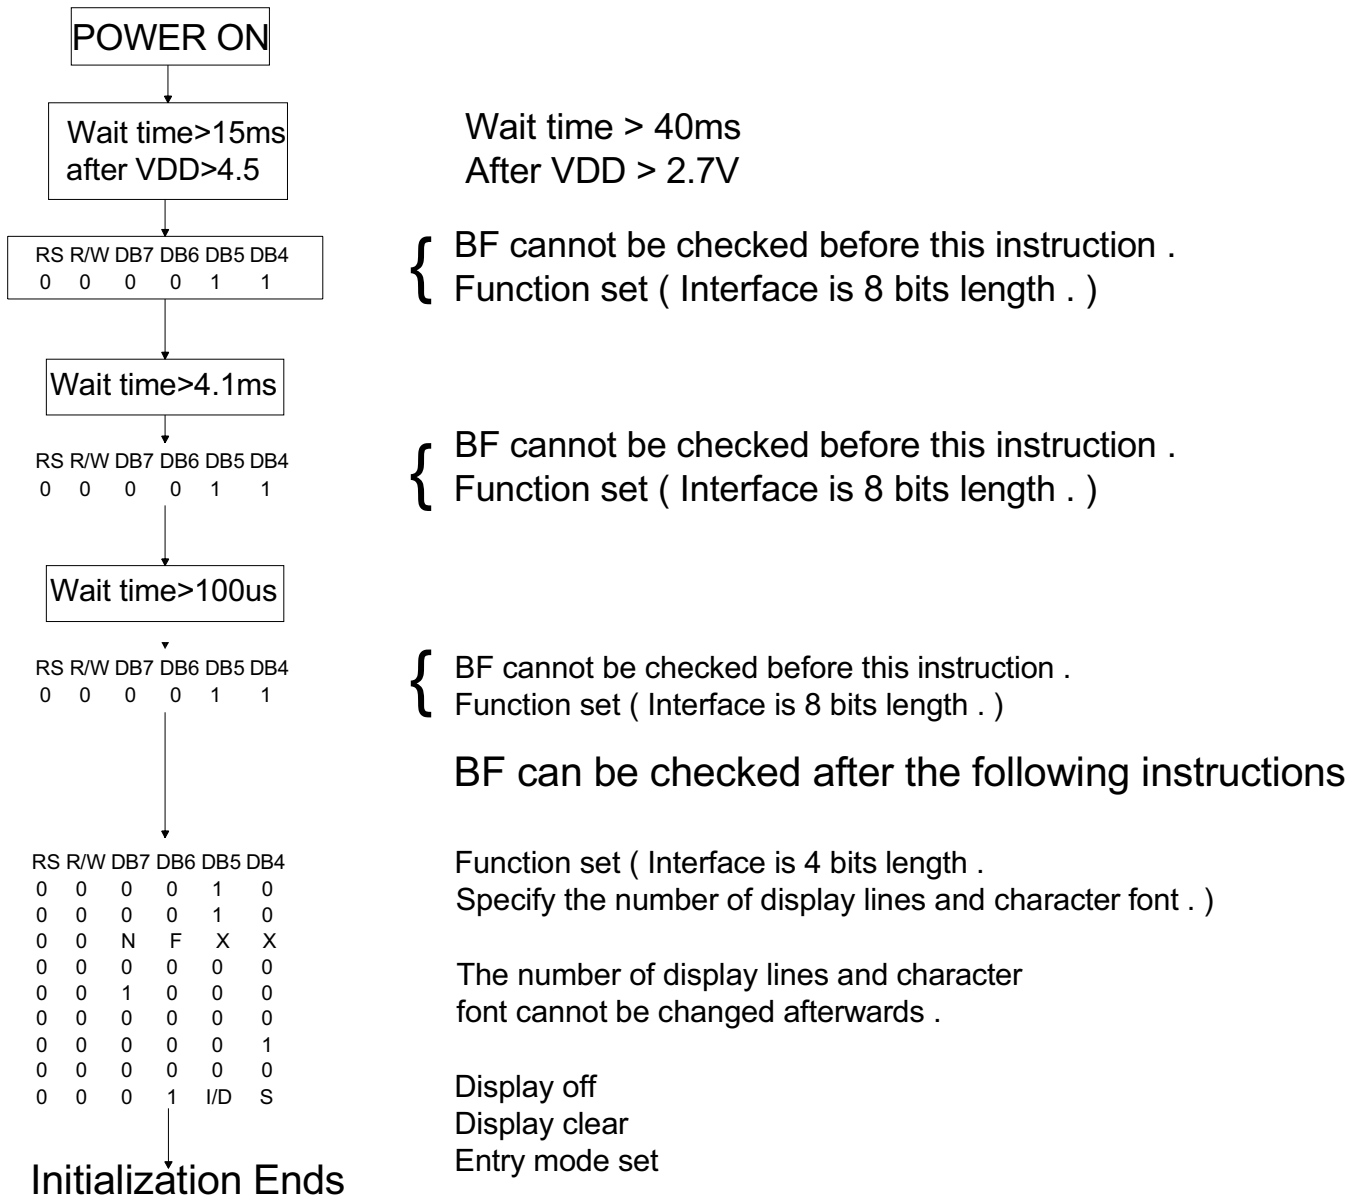 POWER ON
Wait time>15ms
after VDD>4.5
Wait time > 40ms
After VDD > 2.7V
RS R/W DB7 DB6 DB5 DB4
0 0 0 0 1 1
{ BF cannot be checked before this instruction .
Function set ( Interface is 8 bits length . )
Wait time>4.1ms
RS R/W DB7 DB6 DB5 DB4
0 0 0 0 1 1
{ BF cannot be checked before this instruction .
Function set ( Interface is 8 bits length . )
Wait time>100us
RS R/W DB7 DB6 DB5 DB4
0 0 0 0 1 1
{ BF cannot be checked before this instruction .
Function set ( Interface is 8 bits length . )
BF can be checked after the following instructions
RS R/W DB7 DB6 DB5 DB4
0 0 0 0 1 0
0 0 0 0 1 0
0 0 N F X X
0 0 0 0 0 0
0 0 1 0 0 0
0 0 0 0 0 0
0 0 0 0 0 1
0 0 0 0 0 0
0 0 0 1 I/D S
Function set ( Interface is 4 bits length .
Specify the number of display lines and character font . )
The number of display lines and character
font cannot be changed afterwards .
Display off
Display clear
Entry mode set
Initialization Ends